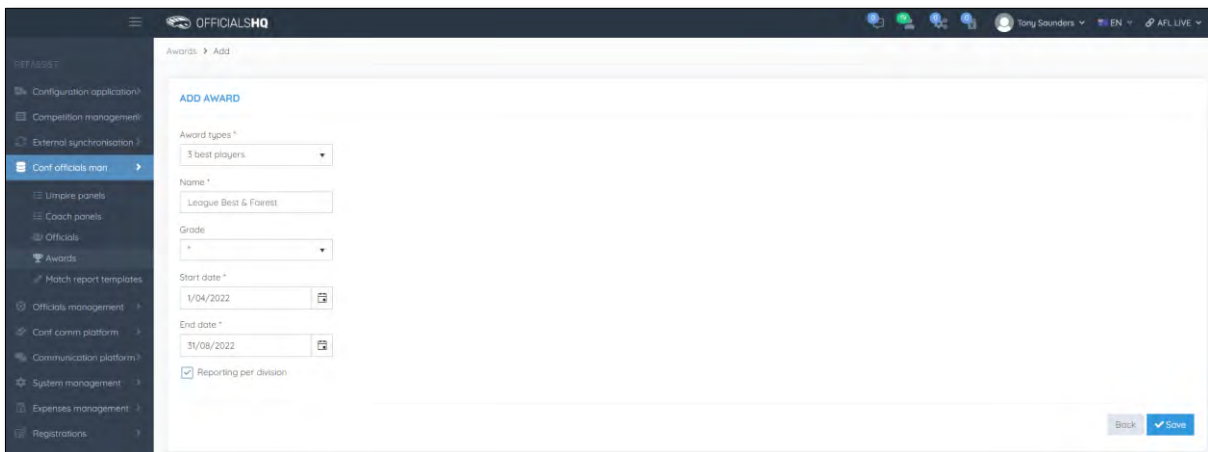 OFFICIALSHQ
Tony Saunders
EN
AFL LIVE
Awards > Add
REFASSIST
Configuration application
Competition management
External synchronisation
Conf officials man
Umpire panels
Coach panels
Officials
Awards
Match report templates
Officials management
Conf comm platform
Communication platform
System management
Expenses management
Registrations
ADD AWARD
Award types *
3 best players
Name *
League Best & Fairest
Grade
*
Start date *
1/04/2022
End date *
31/08/2022
Reporting per division
Back
Save